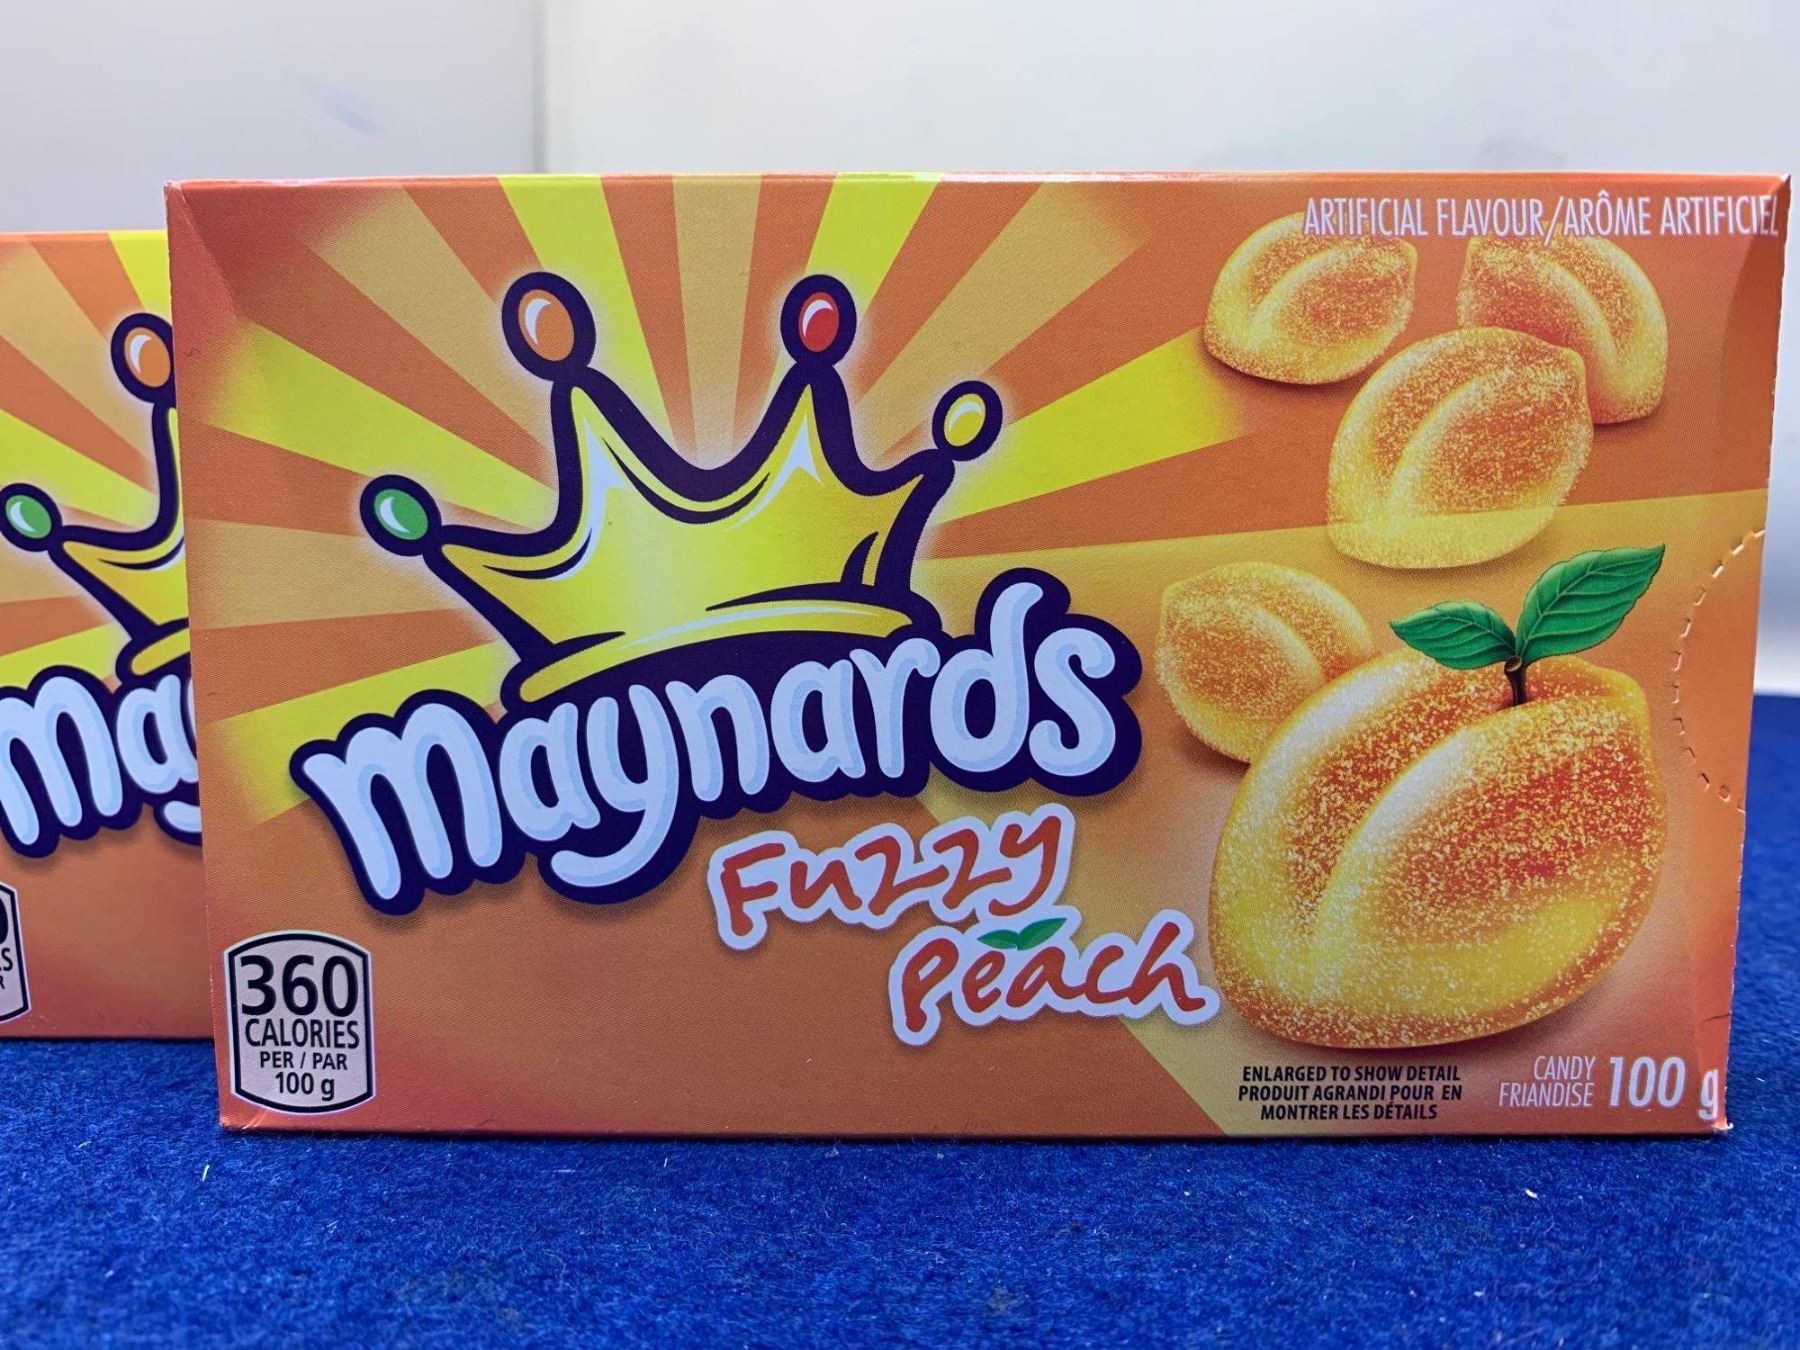 ARTIFICIAL FLAVOUR/ARÔME ARTIFICIEL
maynards
Fuzzy
Peach
360
CALORIES
PER / PAR
100 g
ENLARGED TO SHOW DETAIL
PRODUIT AGRANDI POUR EN
MONTRER LES DÉTAILS
CANDY
FRIANDISE
100 g
may